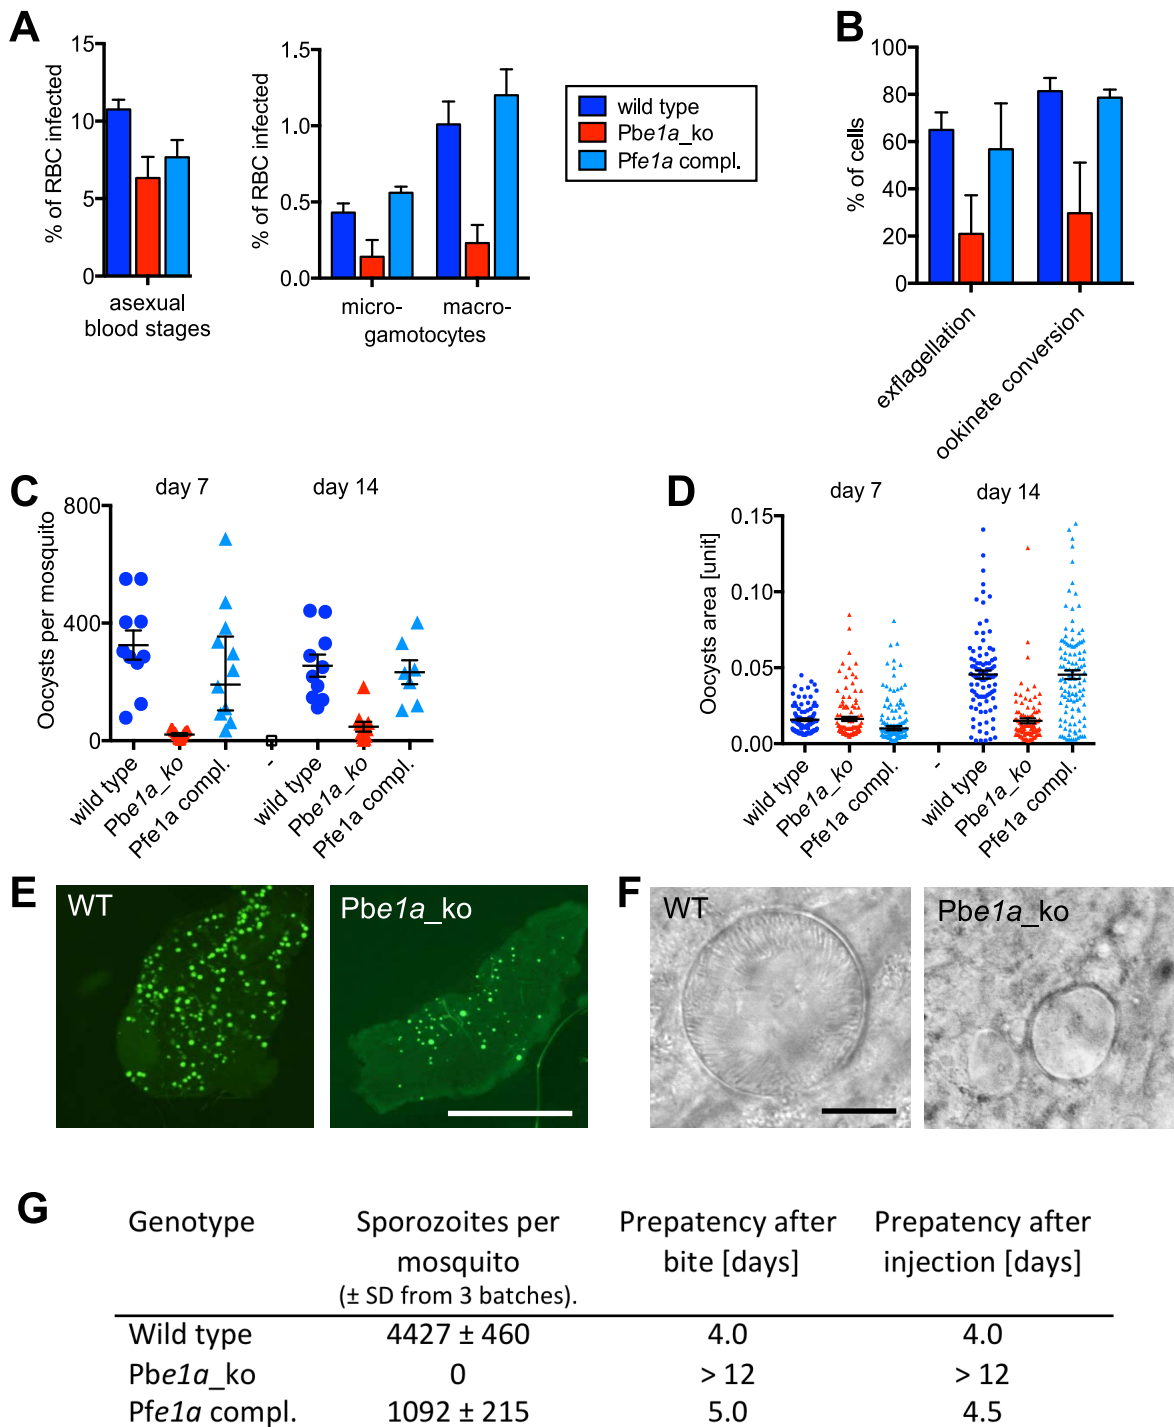 A
15
10
5
0
% of RBC infected
asexual
blood stages
1.5
1.0
0.5
0.0
% of RBC infected
micro-
macro-
gamotocytes
wild type
Pbe1a_ko
Pfe1a compl.
B
100
80
60
40
20
0
% of cells
exflagellation
ookinete conversion
C
day 7
day 14
800
400
0
Oocysts per mosquito
wild type
Pbe1a_ko
Pfe1a compl.
-
wild type
Pbe1a_ko
Pfe1a compl.
D
day 7
day 14
0.15
0.10
0.05
0.00
Oocysts area [unit]
wild type
Pbe1a_ko
Pfe1a compl.
-
wild type
Pbe1a_ko
Pfe1a compl.
E
WT
Pbe1a_ko
F
WT
Pbe1a_ko
G
Genotype Sporozoites per mosquito (± SD from 3 batches). Prepatency after bite [days] Prepatency after injection [days]
Wild type 4427 ± 460 4.0 4.0
Pbe1a_ko 0 > 12 > 12
Pfe1a compl. 1092 ± 215 5.0 4.5